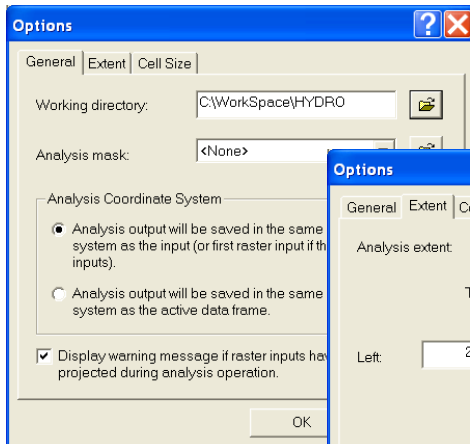 Options
General Extent Cell Size
Working directory: C:\WorkSpace\HYDRO
Analysis mask: <None>
Analysis Coordinate System
Analysis output will be saved in the same
system as the input (or first raster input if th
inputs).
Analysis output will be saved in the same
system as the active data frame.
Display warning message if raster inputs hav
projected during analysis operation.
OK
Options
General Extent C
Analysis extent:
T
Left: 2